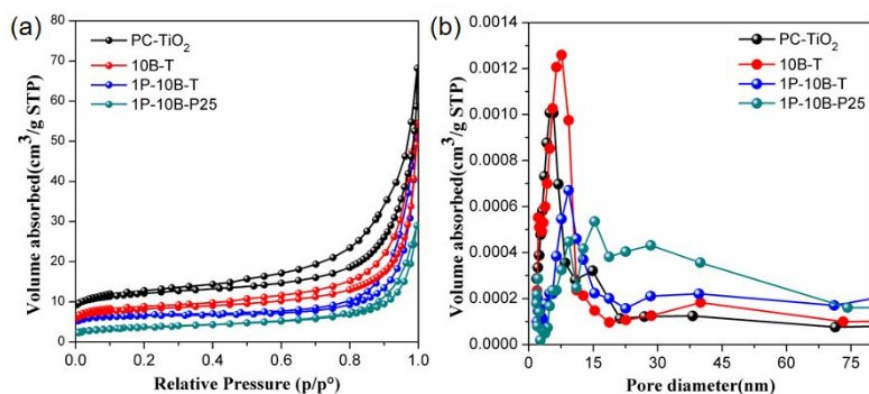 (a)
PC-TiO₂
10B-T
1P-10B-T
1P-10B-P25
Volume absorbed(cm³/g STP)
80
70
60
50
40
30
20
10
0
0.0 0.2 0.4 0.6 0.8 1.0
Relative Pressure (p/p°)
(b)
PC-TiO₂
10B-T
1P-10B-T
1P-10B-P25
Volume absorbed(cm³/g STP)
0.0014
0.0012
0.0010
0.0008
0.0006
0.0004
0.0002
0.0000
0 15 30 45 60 75
Pore diameter(nm)